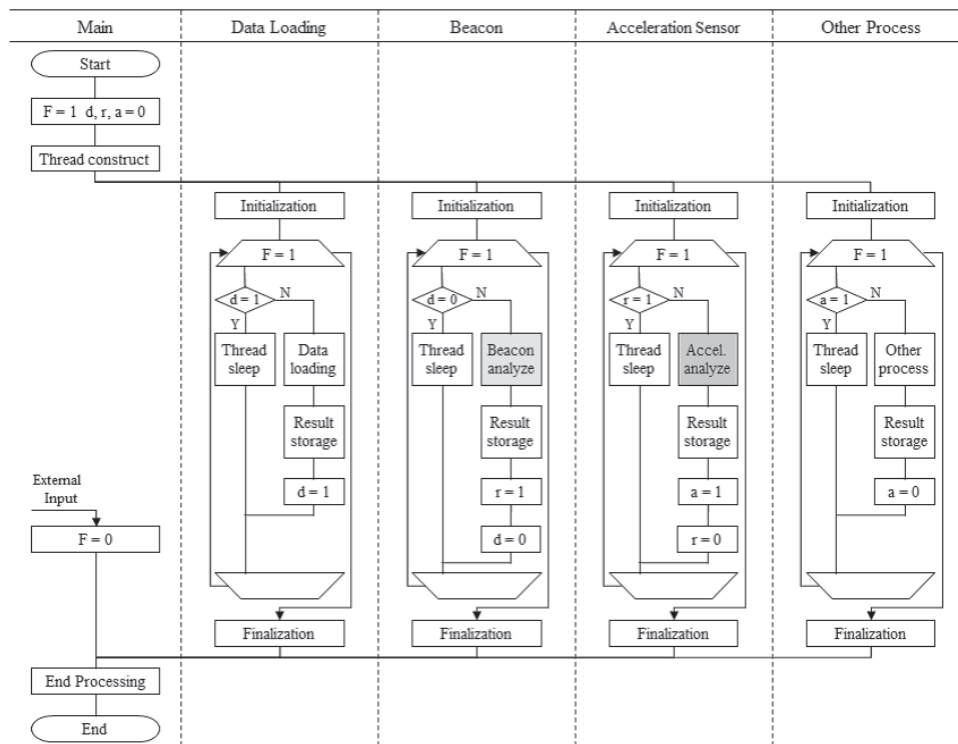 Main
Data Loading
Beacon
Acceleration Sensor
Other Process
Start
F = 1 d, r, a = 0
Thread construct
Initialization
Initialization
Initialization
Initialization
F = 1
F = 1
F = 1
F = 1
d = 1
N
Y
d = 0
N
Y
r = 1
N
Y
a = 1
N
Y
Thread
sleep
Data
loading
Thread
sleep
Beacon
analyze
Thread
sleep
Accel.
analyze
Thread
sleep
Other
process
Result
storage
Result
storage
Result
storage
Result
storage
d = 1
r = 1
a = 1
a = 0
External
Input
F = 0
d = 0
r = 0
Finalization
Finalization
Finalization
Finalization
End Processing
End